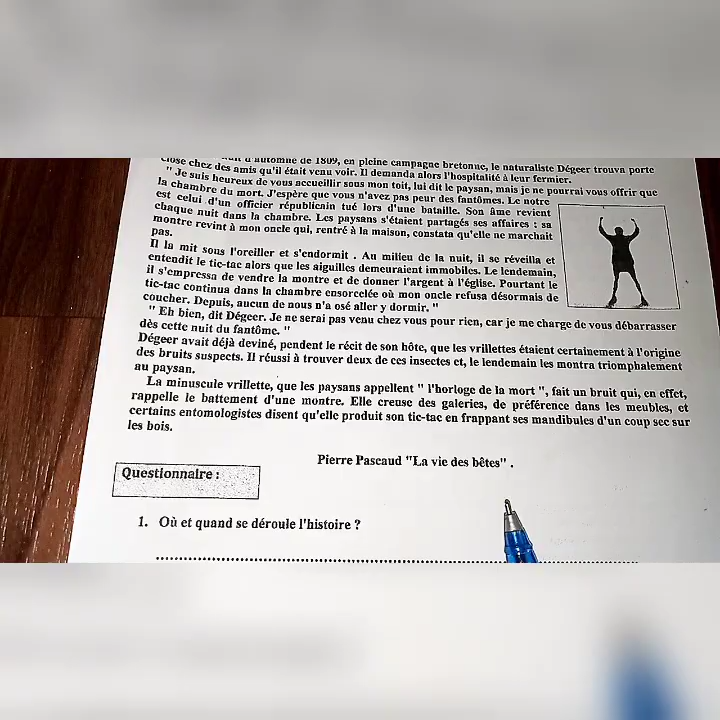 d'automne de 1809, en pleine campagne bretonne, le naturaliste Dégeer trouva porte
close chez des amis qu'il était venu voir. Il demanda alors l'hospitalité à leur fermier.
" Je suis heureux de vous accueillir sous mon toit, lui dit le paysan, mais je ne pourrai vous offrir que
la chambre du mort. J'espère que vous n'avez pas peur des fantômes. Le notre
est celui d'un officier républicain tué lors d'une bataille. Son âme revient
chaque nuit dans la chambre. Les paysans s'étaient partagés ses affaires : sa
montre revint à mon oncle qui, rentré à la maison, constata qu'elle ne marchait
pas.
Il la mit sous l'oreiller et s'endormit . Au milieu de la nuit, il se réveilla et
entendit le tic-tac alors que les aiguilles demeuraient immobiles. Le lendemain,
il s'empressa de vendre la montre et de donner l'argent à l'église. Pourtant le
tic-tac continua dans la chambre ensorcelée où mon oncle refusa désormais de
coucher. Depuis, aucun de nous n'a osé aller y dormir. "
" Eh bien, dit Dégeer. Je ne serai pas venu chez vous pour rien, car je me charge de vous débarrasser
dès cette nuit du fantôme. "
Dégeer avait déjà deviné, pendent le récit de son hôte, que les vrillettes étaient certainement à l'origine
des bruits suspects. Il réussi à trouver deux de ces insectes et, le lendemain les montra triomphalement
au paysan.
La minuscule vrillette, que les paysans appellent " l'horloge de la mort ", fait un bruit qui, en effet,
rappelle le battement d'une montre. Elle creuse des galeries, de préférence dans les meubles, et
certains entomologistes disent qu'elle produit son tic-tac en frappant ses mandibules d'un coup sec sur
les bois.
Pierre Pascaud "La vie des bêtes" .
Questionnaire :
1. Où et quand se déroule l'histoire ?